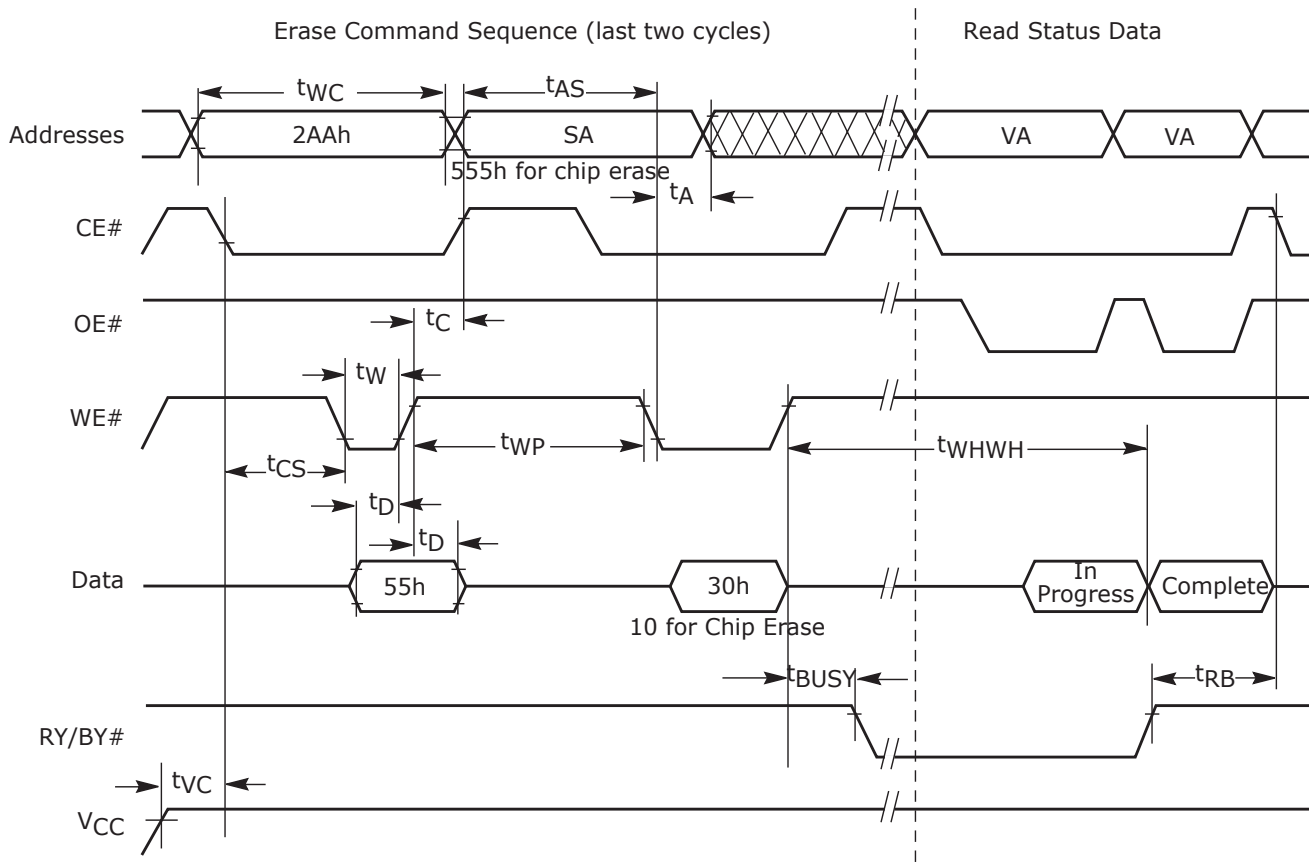 Erase Command Sequence (last two cycles)
Read Status Data
tWC
tAS
Addresses
2AAh
SA
VA
VA
555h for chip erase
tA
CE#
OE#
tC
tW
WE#
tWP
tWHWH
tCS
tD
tD
Data
55h
30h
In
Progress
Complete
10 for Chip Erase
tBUSY
tRB
RY/BY#
tVC
VCC